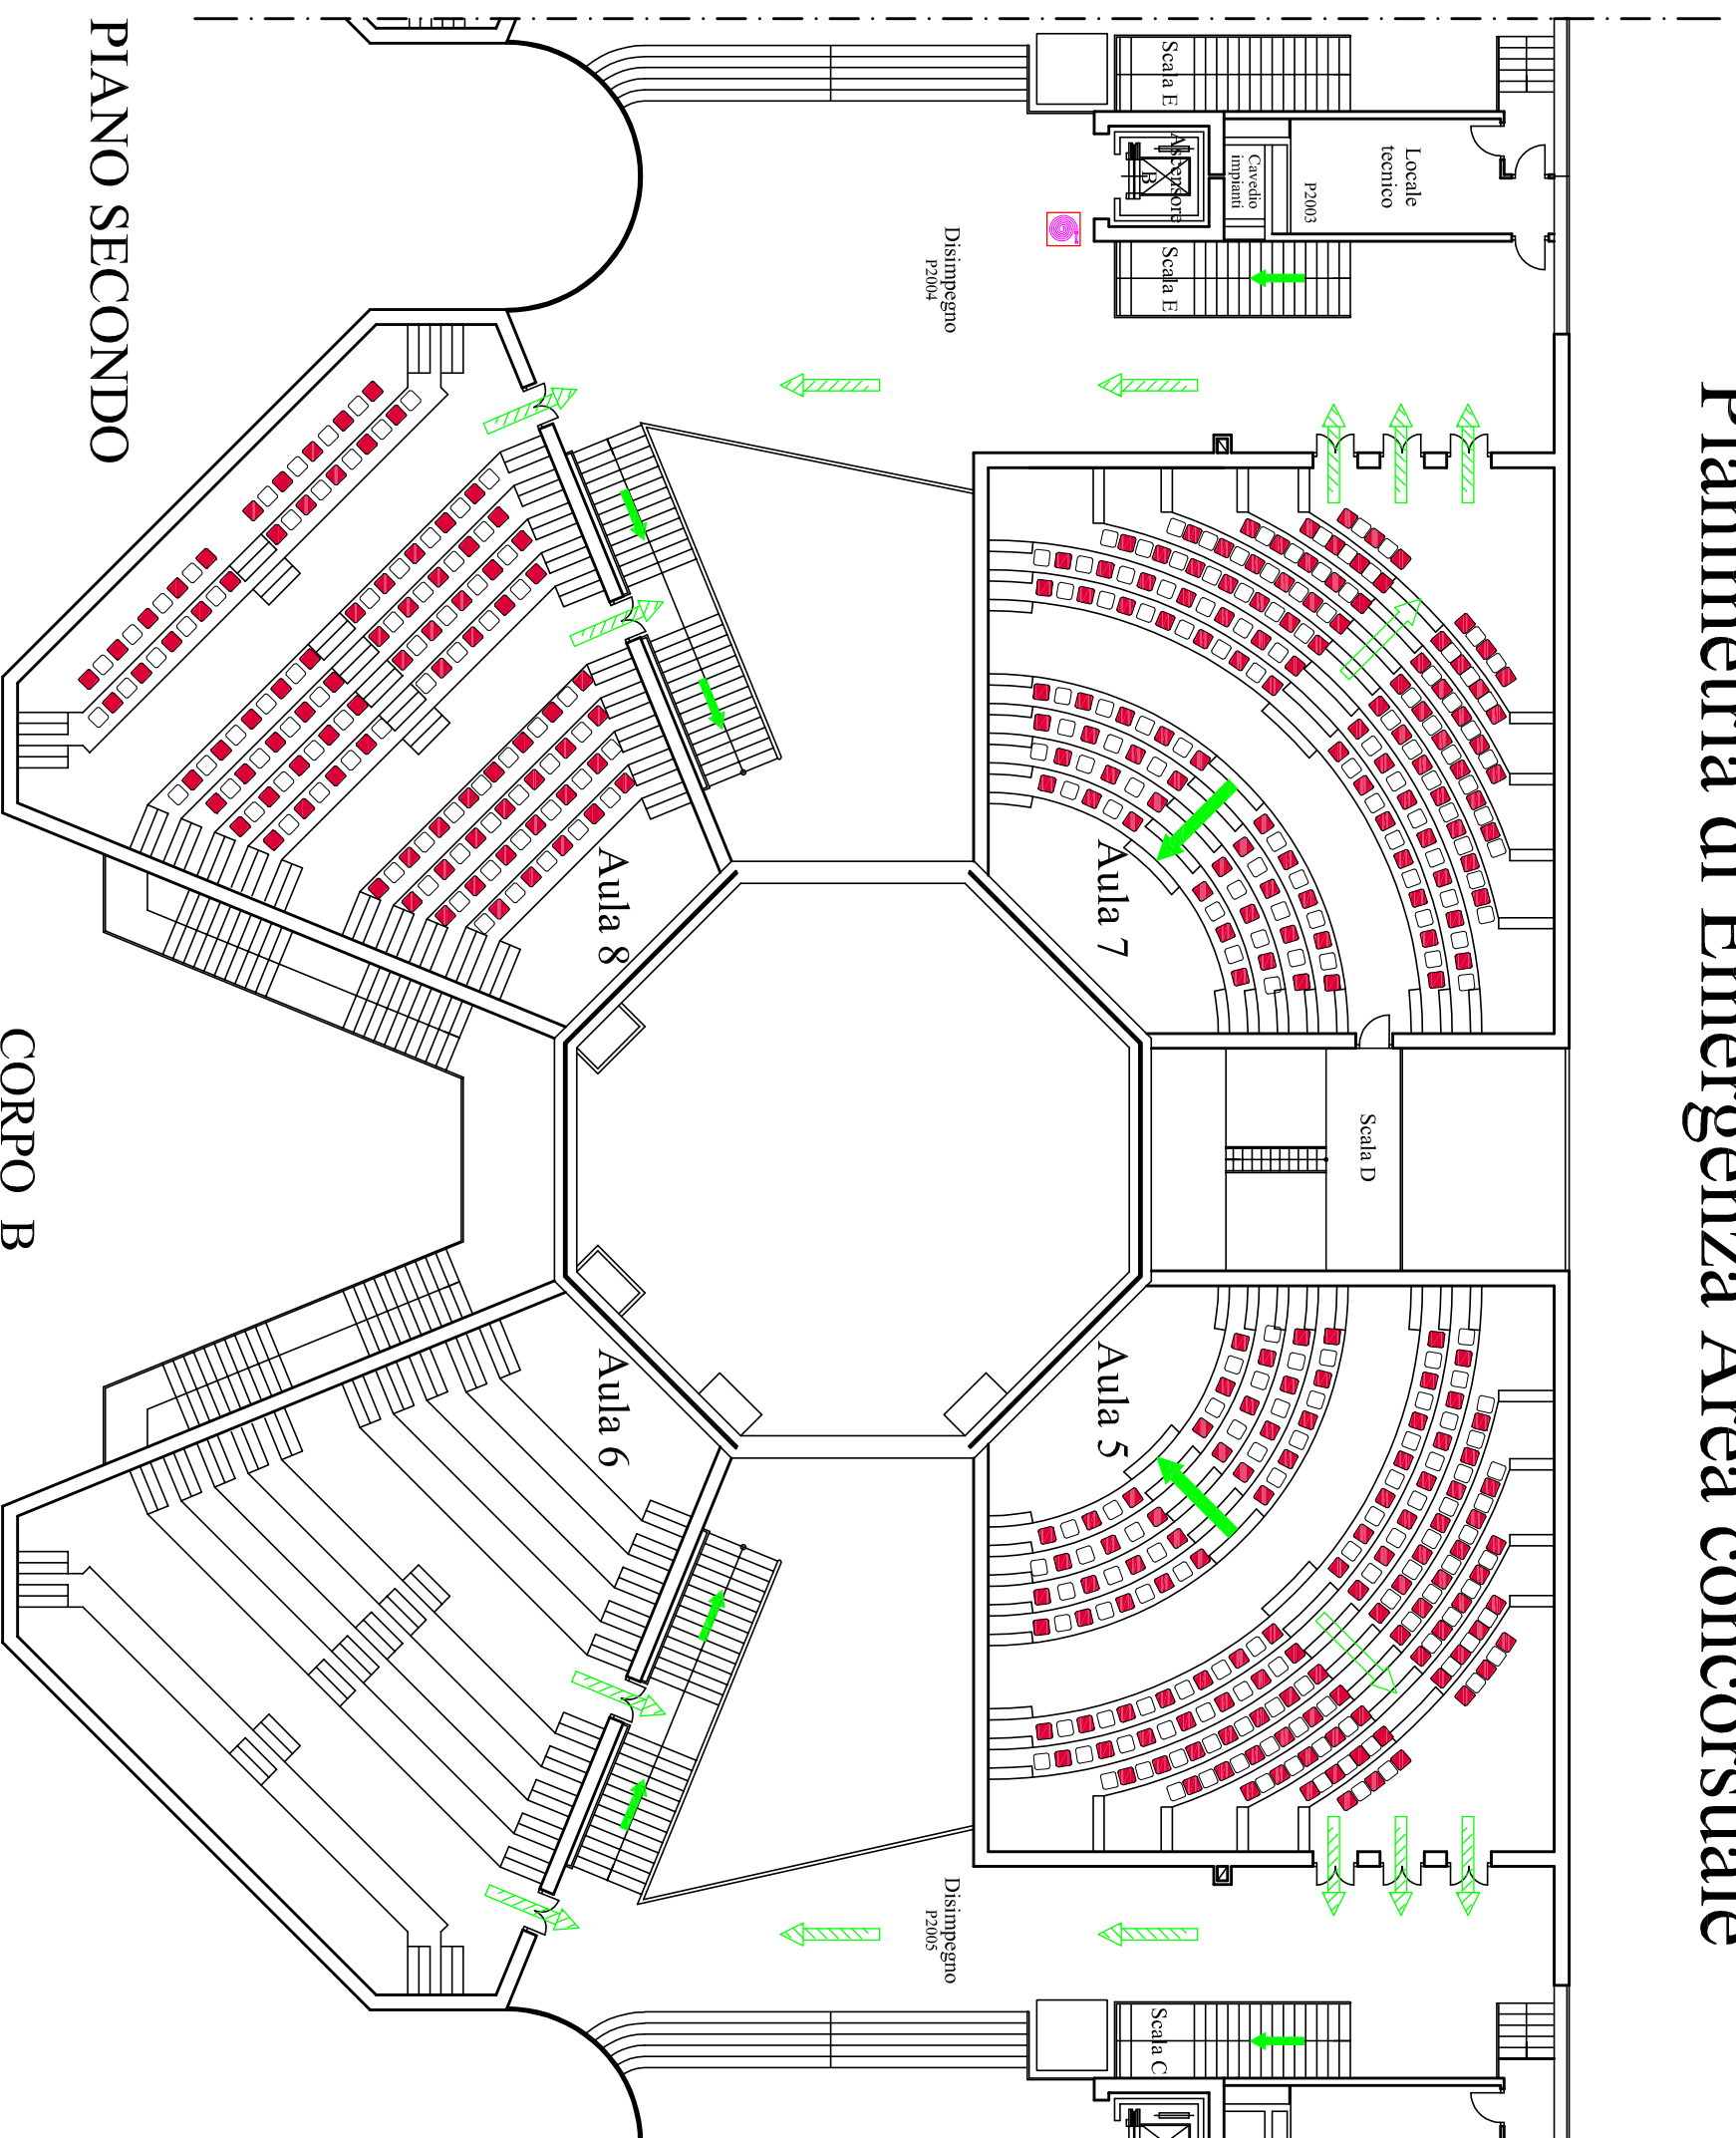 Planimetria di Emergenza Area concorsuale
Scala E
Locale
tecnico
P2003
Cavedio
impianti
Ascensore
B
Scala E
Disimpegno
P2004
Aula 7
Aula 8
Scala D
Aula 5
Aula 6
Disimpegno
P2005
Scala C
PIANO SECONDO
CORPO B